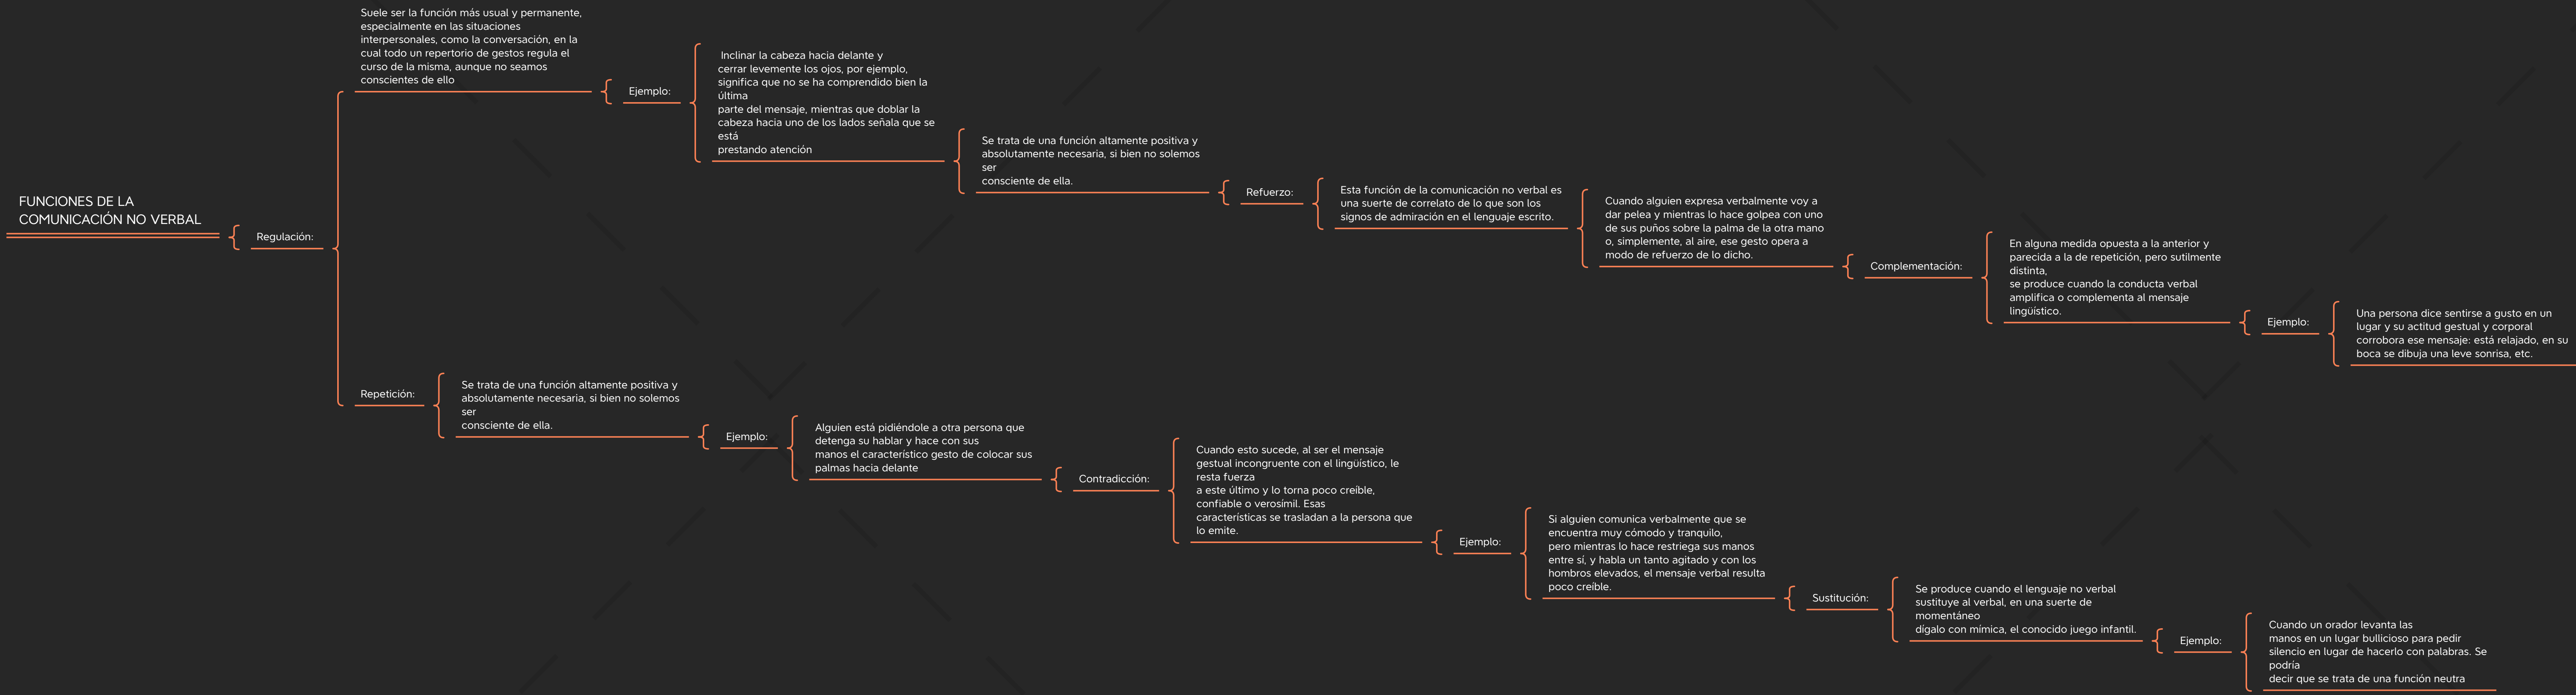 FUNCIONES DE LA
COMUNICACIÓN NO VERBAL
Regulación:
Suele ser la función más usual y permanente,
especialmente en las situaciones
interpersonales, como la conversación, en la
cual todo un repertorio de gestos regula el
curso de la misma, aunque no seamos
conscientes de ello
Ejemplo:
Inclinar la cabeza hacia delante y
cerrar levemente los ojos, por ejemplo,
significa que no se ha comprendido bien la
última
parte del mensaje, mientras que doblar la
cabeza hacia uno de los lados señala que se
está
prestando atención
Se trata de una función altamente positiva y
absolutamente necesaria, si bien no solemos
ser
consciente de ella.
Refuerzo:
Esta función de la comunicación no verbal es
una suerte de correlato de lo que son los
signos de admiración en el lenguaje escrito.
Cuando alguien expresa verbalmente voy a
dar pelea y mientras lo hace golpea con uno
de sus puños sobre la palma de la otra mano
o, simplemente, al aire, ese gesto opera a
modo de refuerzo de lo dicho.
Complementación:
En alguna medida opuesta a la anterior y
parecida a la de repetición, pero sutilmente
distinta,
se produce cuando la conducta verbal
amplifica o complementa al mensaje
lingüístico.
Ejemplo:
Una persona dice sentirse a gusto en un
lugar y su actitud gestual y corporal
corrobora ese mensaje: está relajado, en su
boca se dibuja una leve sonrisa, etc.
Repetición:
Se trata de una función altamente positiva y
absolutamente necesaria, si bien no solemos
ser
consciente de ella.
Ejemplo:
Alguien está pidiéndole a otra persona que
detenga su hablar y hace con sus
manos el característico gesto de colocar sus
palmas hacia delante
Contradicción:
Cuando esto sucede, al ser el mensaje
gestual incongruente con el lingüístico, le
resta fuerza
a este último y lo torna poco creíble,
confiable o verosímil. Esas
características se trasladan a la persona que
lo emite.
Ejemplo:
Si alguien comunica verbalmente que se
encuentra muy cómodo y tranquilo,
pero mientras lo hace restriega sus manos
entre sí, y habla un tanto agitado y con los
hombros elevados, el mensaje verbal resulta
poco creíble.
Sustitución:
Se produce cuando el lenguaje no verbal
sustituye al verbal, en una suerte de
momentáneo
dígalo con mímica, el conocido juego infantil.
Ejemplo:
Cuando un orador levanta las
manos en un lugar bullicioso para pedir
silencio en lugar de hacerlo con palabras. Se
podría
decir que se trata de una función neutra